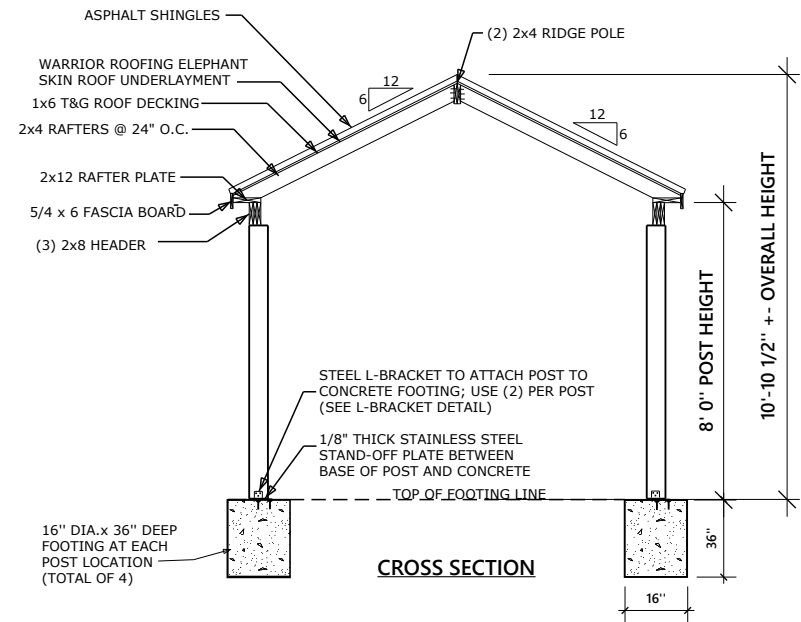 ASPHALT SHINGLES
(2) 2x4 RIDGE POLE
WARRIOR ROOFING ELEPHANT
SKIN ROOF UNDERLAYMENT
12
6
1x6 T&G ROOF DECKING
2x4 RAFTERS @ 24" O.C.
12
6
2x12 RAFTER PLATE
5/4 x 6 FASCIA BOARD
(3) 2x8 HEADER
8' 0" POST HEIGHT
10'-10 1/2" +- OVERALL HEIGHT
STEEL L-BRACKET TO ATTACH POST TO
CONCRETE FOOTING; USE (2) PER POST
(SEE L-BRACKET DETAIL)
1/8" THICK STAINLESS STEEL
STAND-OFF PLATE BETWEEN
BASE OF POST AND CONCRETE
TOP OF FOOTING LINE
16" DIA.x 36" DEEP
FOOTING AT EACH
POST LOCATION
(TOTAL OF 4)
36"
CROSS SECTION
16"